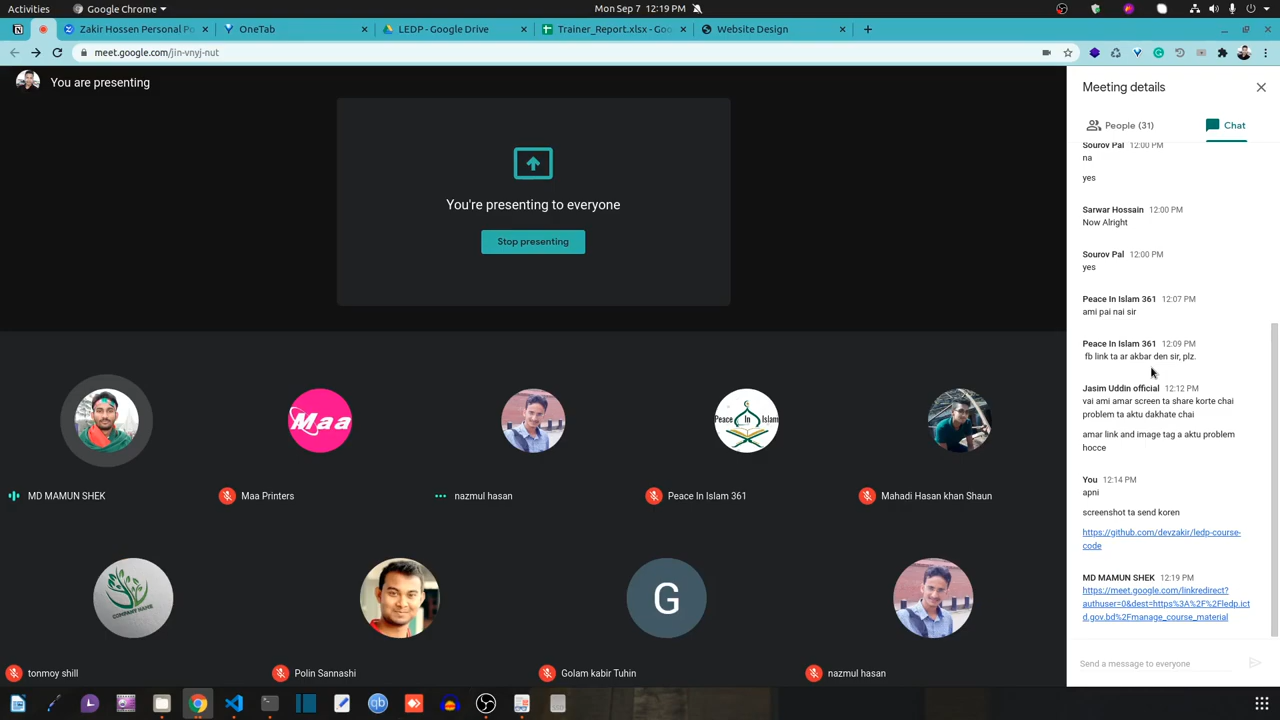 Activities
Google Chrome
Mon Sep 7 12:19 PM
Zakir Hossen Personal Po
OneTab
LEDP - Google Drive
Trainer_Report.xlsx - Goo
Website Design
meet.google.com/jin-vnyj-nut
You are presenting
You're presenting to everyone
Stop presenting
MD MAMUN SHEK
Maa
Maa Printers
nazmul hasan
Peace In Islam
Peace In Islam 361
Mahadi Hasan khan Shaun
COMPANY NAME
tonmoy shill
Polin Sannashi
G
Golam kabir Tuhin
nazmul hasan
Meeting details
People (31)
Chat
Sourov Pal 12:00 PM
na
yes
Sarwar Hossain 12:00 PM
Now Alright
Sourov Pal 12:00 PM
yes
Peace In Islam 361 12:07 PM
ami pai nai sir
Peace In Islam 361 12:09 PM
fb link ta ar akbar den sir, plz.
Jasim Uddin official 12:12 PM
vai ami amar screen ta share korte chai
problem ta aktu dakhate chai
amar link and image tag a aktu problem
hocce
You 12:14 PM
apni
screenshot ta send koren
https://github.com/devzakir/ledp-course-
code
MD MAMUN SHEK 12:19 PM
https://meet.google.com/linkredirect?
authuser=0&dest=https%3A%2F%2Fledp.ict
d.gov.bd%2Fmanage_course_material
Send a message to everyone